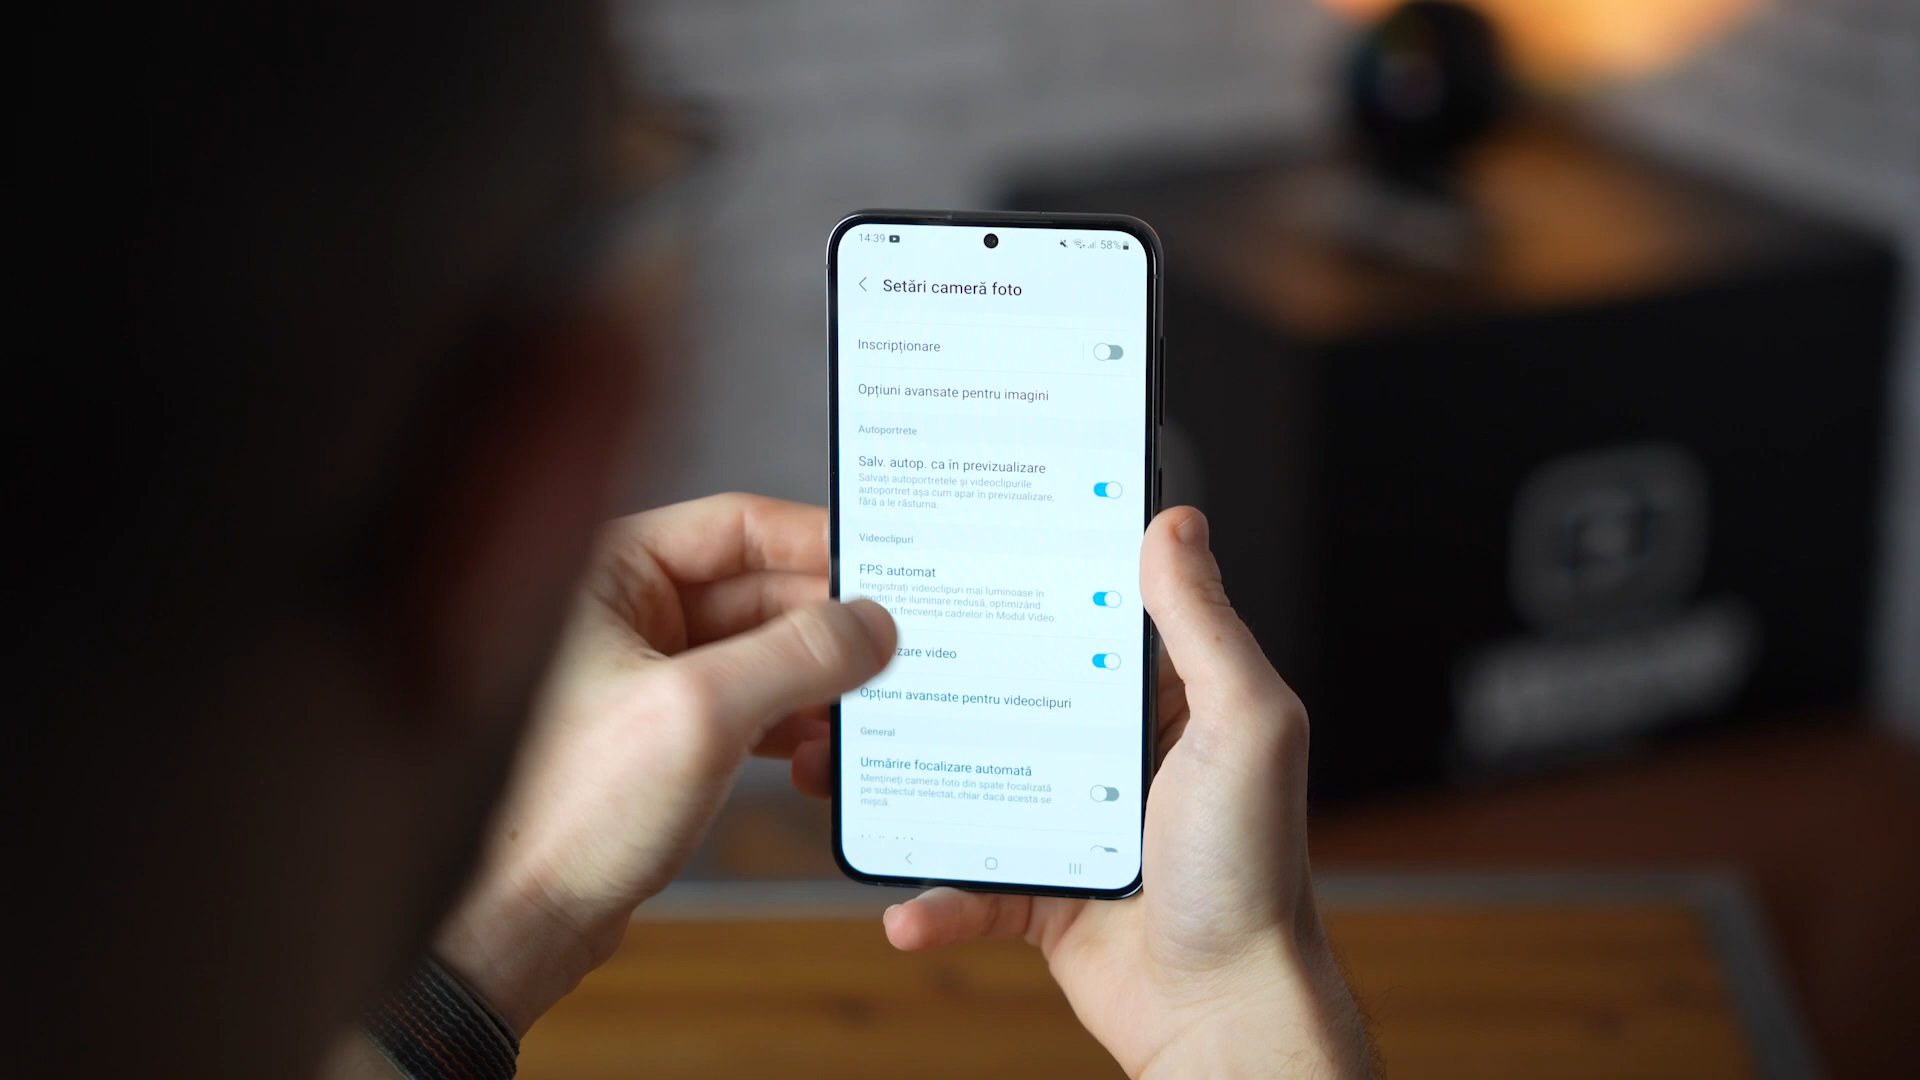 14:39
58%
Setări cameră foto
Inscripționare
Opțiuni avansate pentru imagini
Autoportrete
Salv. autop. ca în previzualizare
Salvați autoportretele și videoclipurile
autoportret așa cum apar în previzualizare,
fără a le răsturna.
Videoclipuri
FPS automat
Înregistrați videoclipuri mai luminoase în
de iluminare redusă, optimizând
frecvența cadrelor în Modul Video.
video
Opțiuni avansate pentru videoclipuri
General
Urmărire focalizare automată
Mențineți camera foto din spate focalizată
pe subiectul selectat, chiar dacă acesta se
mișcă.